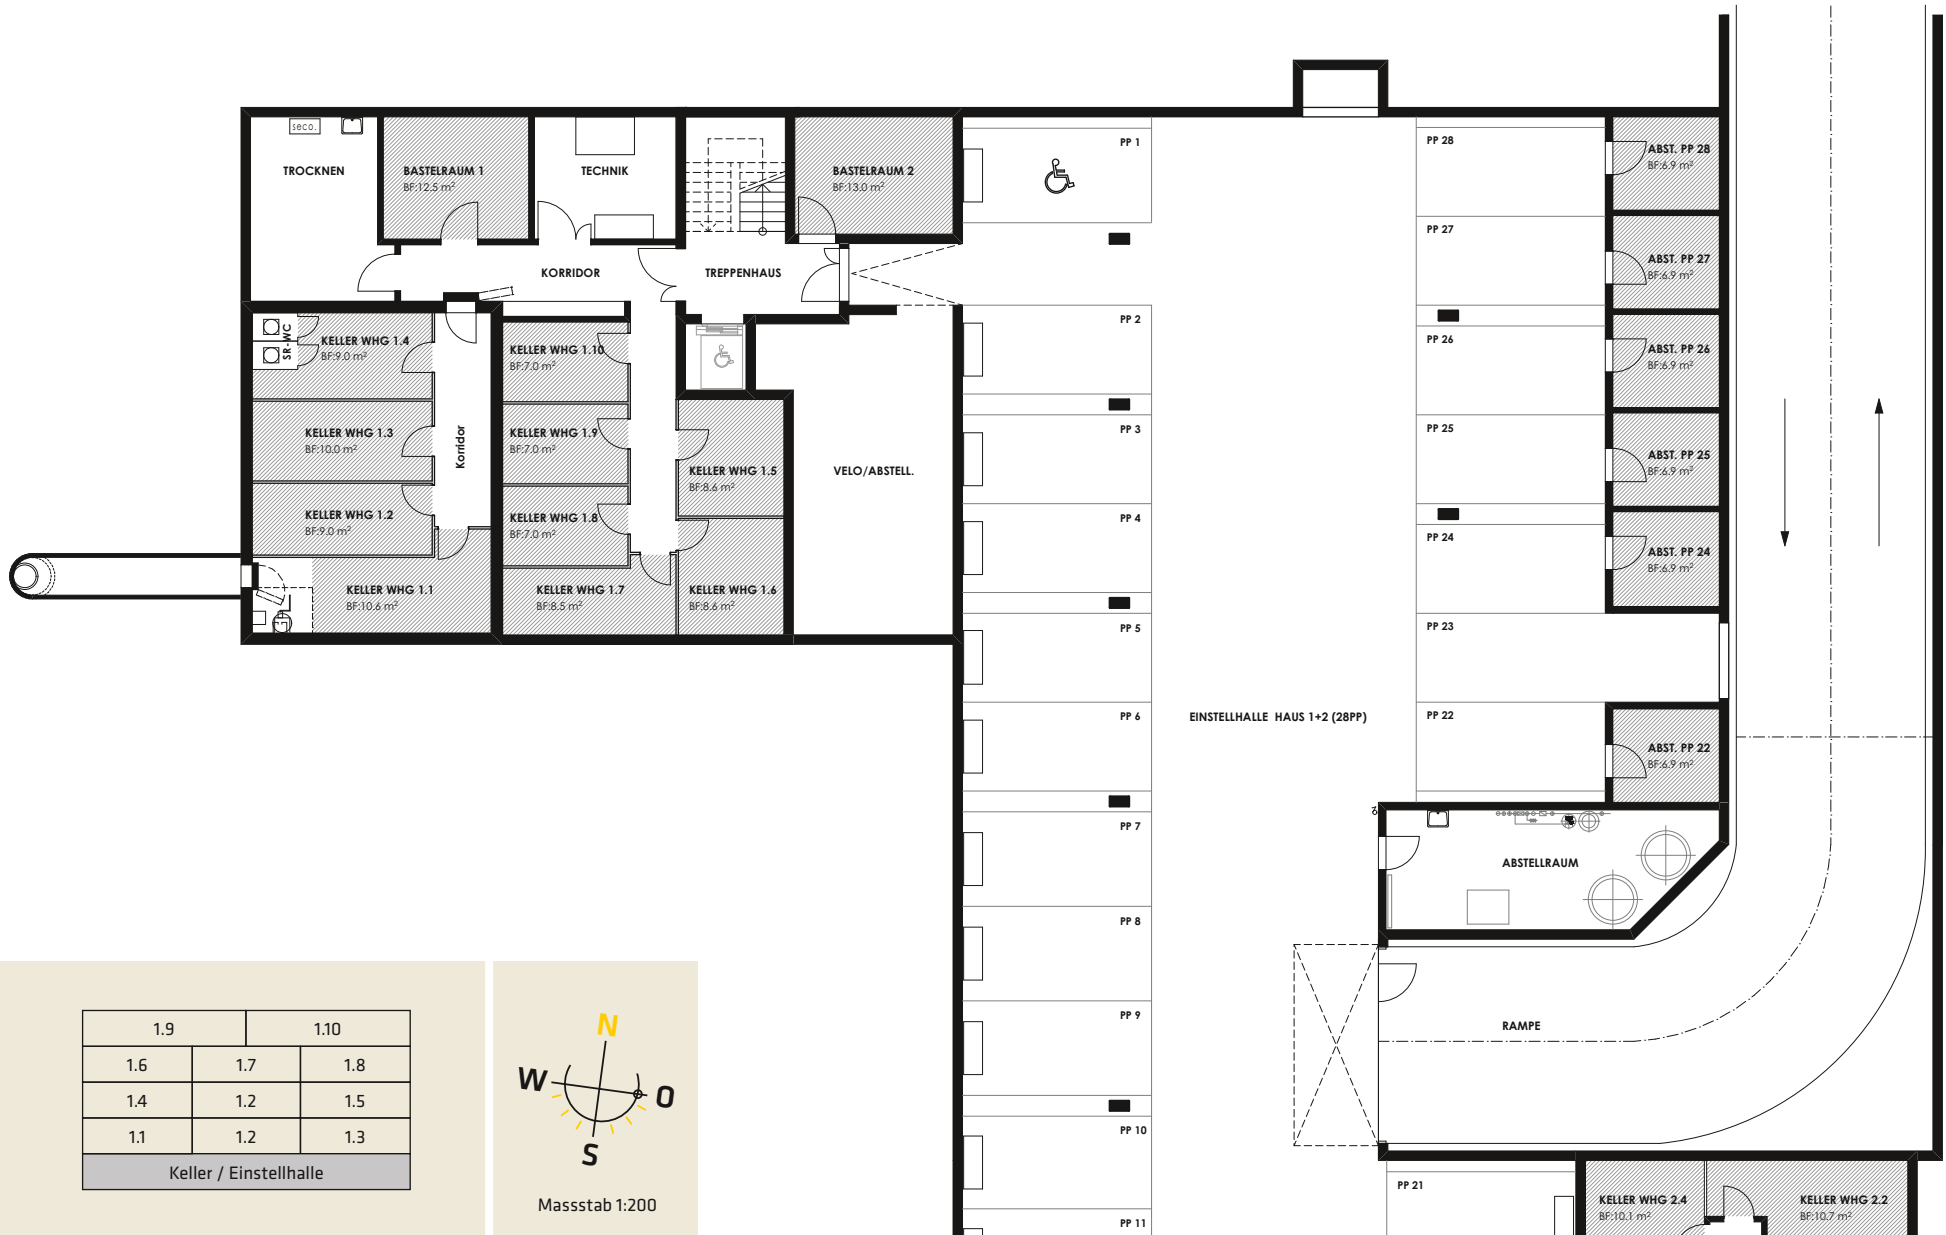 seco.
TROCKNEN
BASTELRAUM 1
BF:12.5 m²
TECHNIK
BASTELRAUM 2
BF:13.0 m²
KORRIDOR
TREPPENHAUS
SR-WC
KELLER WHG 1.4
BF:9.0 m²
KELLER WHG 1.3
BF:10.0 m²
KELLER WHG 1.2
BF:9.0 m²
KELLER WHG 1.1
BF:10.6 m²
Korridor
KELLER WHG 1.10
BF:7.0 m²
KELLER WHG 1.9
BF:7.0 m²
KELLER WHG 1.8
BF:7.0 m²
KELLER WHG 1.7
BF:8.5 m²
KELLER WHG 1.5
BF:8.6 m²
KELLER WHG 1.6
BF:8.6 m²
VELO/ABSTELL.
PP 1
PP 2
PP 3
PP 4
PP 5
PP 6
PP 7
PP 8
PP 9
PP 10
PP 11
EINSTELLHALLE HAUS 1+2 (28PP)
PP 28
PP 27
PP 26
PP 25
PP 24
PP 23
PP 22
ABST. PP 28
BF:6.9 m²
ABST. PP 27
BF:6.9 m²
ABST. PP 26
BF:6.9 m²
ABST. PP 25
BF:6.9 m²
ABST. PP 24
BF:6.9 m²
ABST. PP 22
BF:6.9 m²
ABSTELLRAUM
RAMPE
PP 21
KELLER WHG 2.4
BF:10.1 m²
KELLER WHG 2.2
BF:10.7 m²
1.9 1.10
1.6 1.7 1.8
1.4 1.2 1.5
1.1 1.2 1.3
Keller / Einstellhalle
N
W O
S
Massstab 1:200